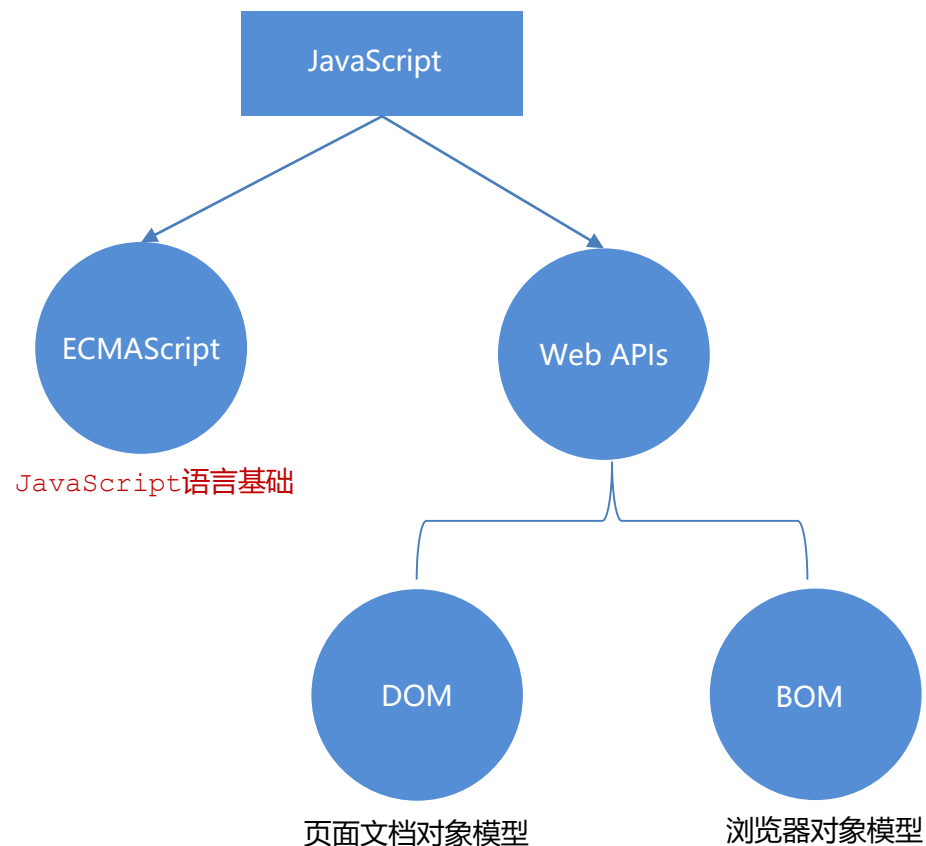 JavaScript
ECMAScript
Web APIs
JavaScript语言基础
DOM
BOM
页面文档对象模型
浏览器对象模型